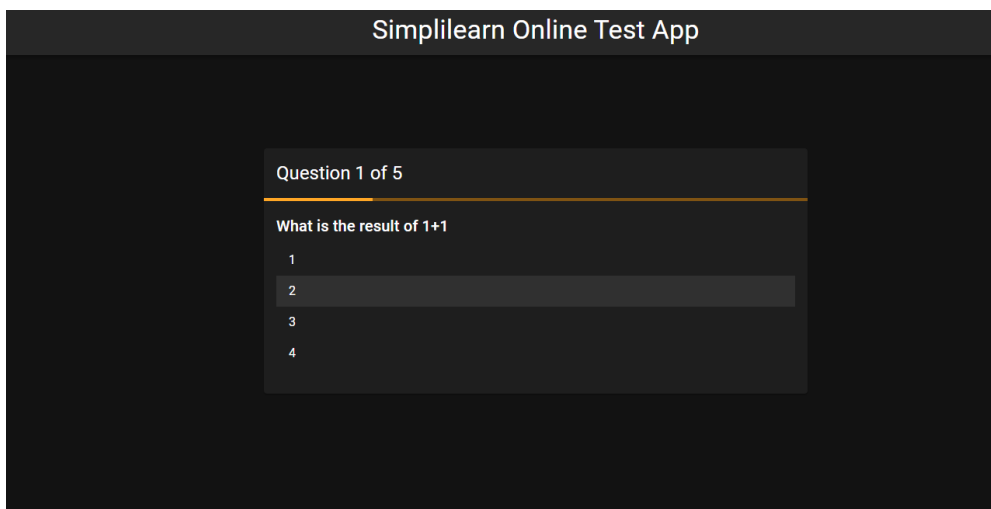 Simplilearn Online Test App
Question 1 of 5
What is the result of 1+1
1
2
3
4